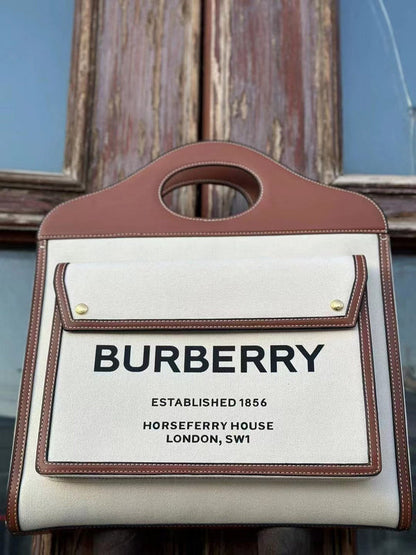 BURBERRY
ESTABLISHED 1856
HORSEFERRY HOUSE
LONDON, SW1